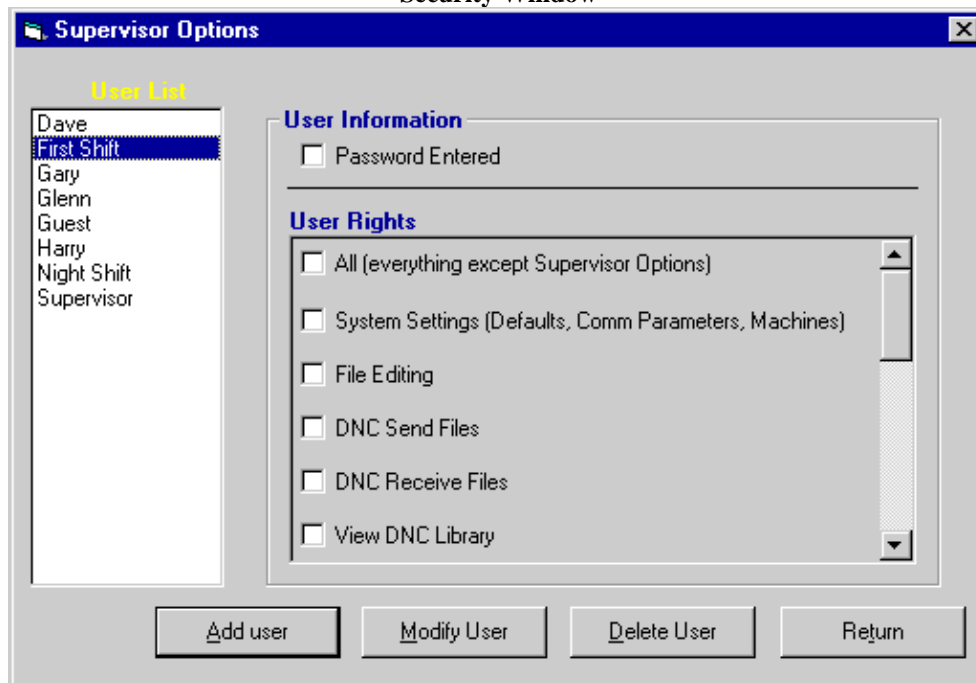 Security Window
Supervisor Options
User List
Dave
First Shift
Gary
Glenn
Guest
Harry
Night Shift
Supervisor
User Information
Password Entered
User Rights
All (everything except Supervisor Options)
System Settings (Defaults, Comm Parameters, Machines)
File Editing
DNC Send Files
DNC Receive Files
View DNC Library
Add user
Modify User
Delete User
Return